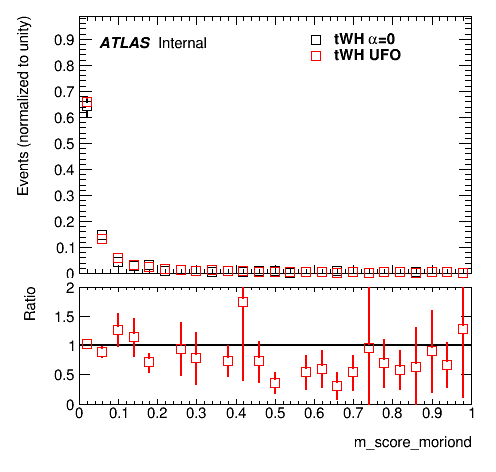 ATLAS Internal
tWH α=0
tWH UFO
Events (normalized to unity)
0.9
0.8
0.7
0.6
0.5
0.4
0.3
0.2
0.1
0
Ratio
2
1.5
1
0.5
0
0 0.1 0.2 0.3 0.4 0.5 0.6 0.7 0.8 0.9 1
m_score_moriond